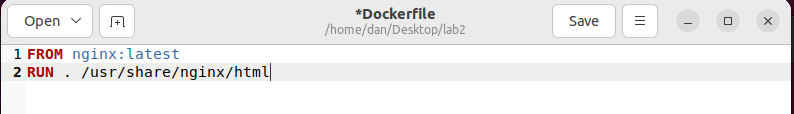 Open
*Dockerfile
/home/dan/Desktop/lab2
Save
1 FROM nginx:latest
2 RUN . /usr/share/nginx/html